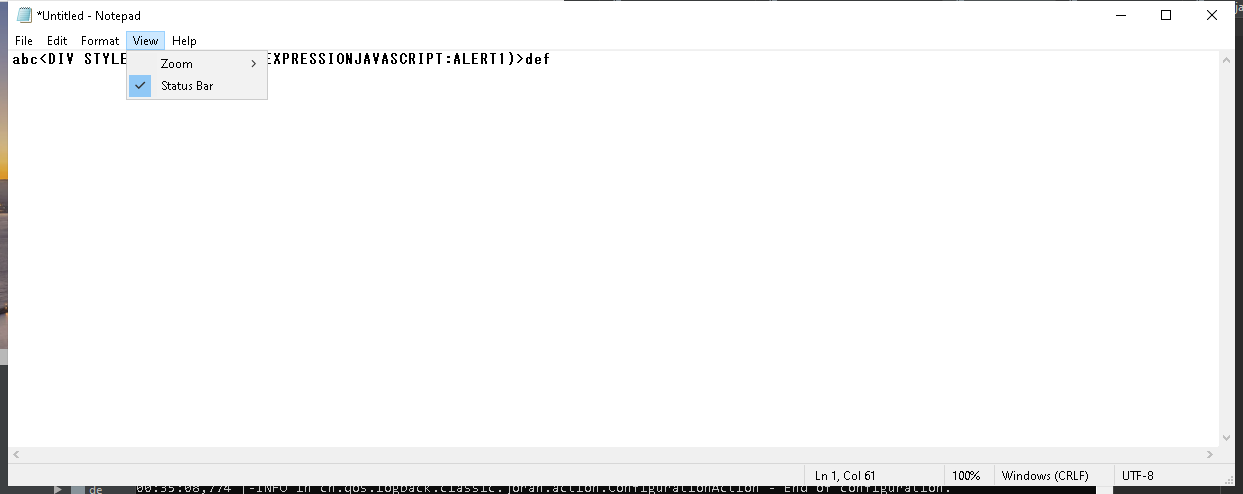 *Untitled - Notepad
File Edit Format View Help
abc<DIV STYLE EXPRESSIONJAVASCRIPT:ALERT1)>def
Zoom
Status Bar
Ln 1, Col 61 100% Windows (CRLF) UTF-8
de 00:35:08,774 |-INFO in ch.qos.logback.classic.joran.action.ConfigurationAction - End of configuration.